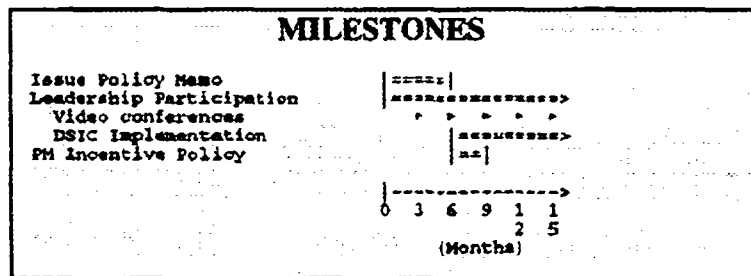 MILESTONES
Issue Policy Memo |=====|
Leadership Participation |================>
Video conferences ▸ ▸ ▸ ▸ ▸
DSIC Implementation |==========>
PM Incentive Policy |==|
|---------------->
0 3 6 9 1 1
2 5
(Months)